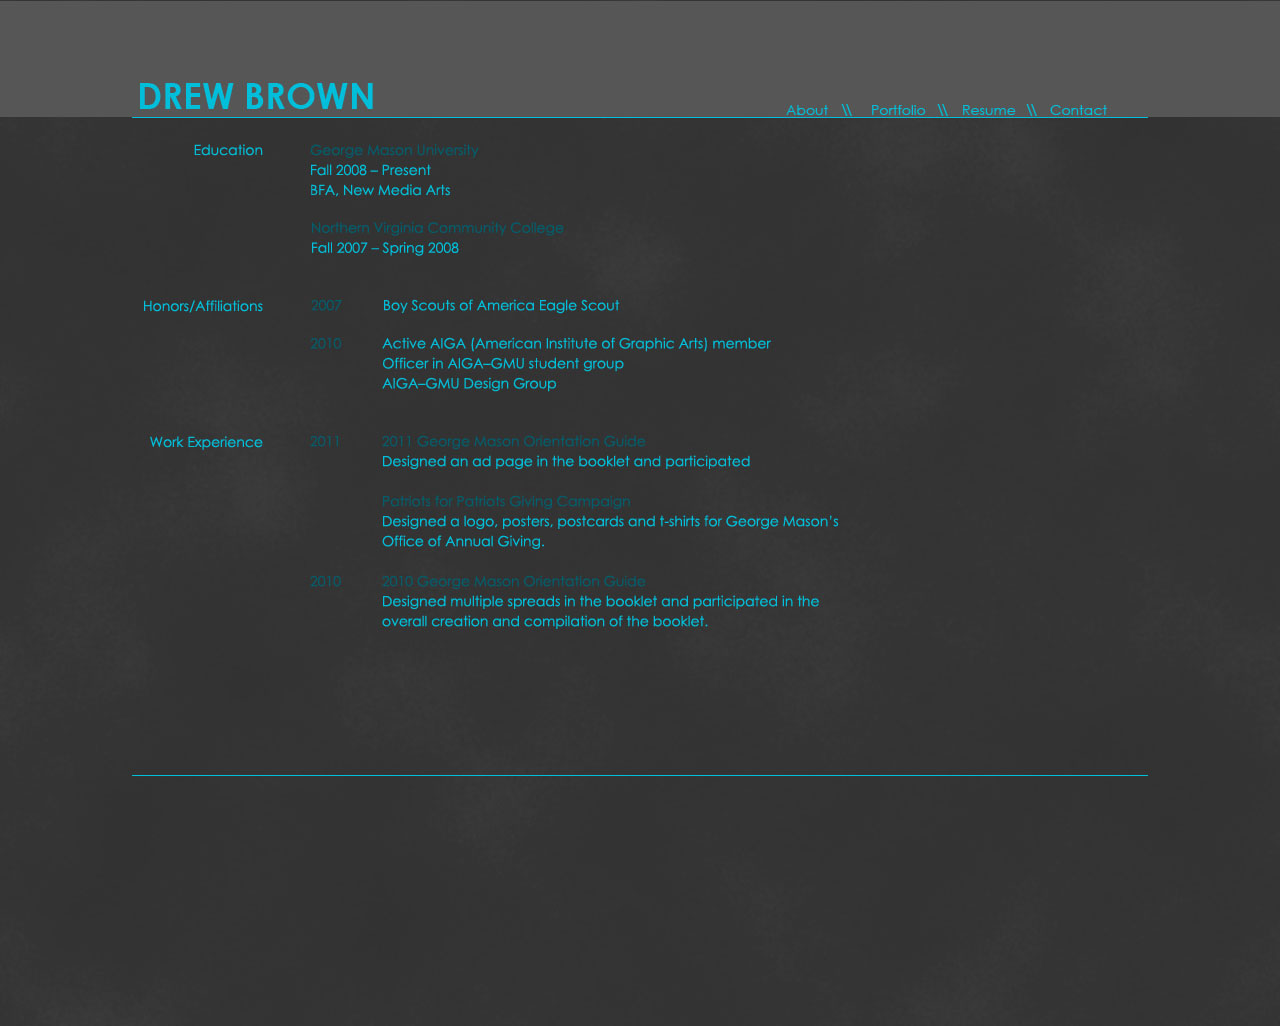 DREW BROWN
About \\ Portfolio \\ Resume \\ Contact
Education George Mason University
Fall 2008 – Present
BFA, New Media Arts
Northern Virginia Community College
Fall 2007 – Spring 2008
Honors/Affiliations 2007 Boy Scouts of America Eagle Scout
2010 Active AIGA (American Institute of Graphic Arts) member
Officer in AIGA–GMU student group
AIGA–GMU Design Group
Work Experience 2011 2011 George Mason Orientation Guide
Designed an ad page in the booklet and participated
Patriots for Patriots Giving Campaign
Designed a logo, posters, postcards and t-shirts for George Mason’s
Office of Annual Giving.
2010 2010 George Mason Orientation Guide
Designed multiple spreads in the booklet and participated in the
overall creation and compilation of the booklet.